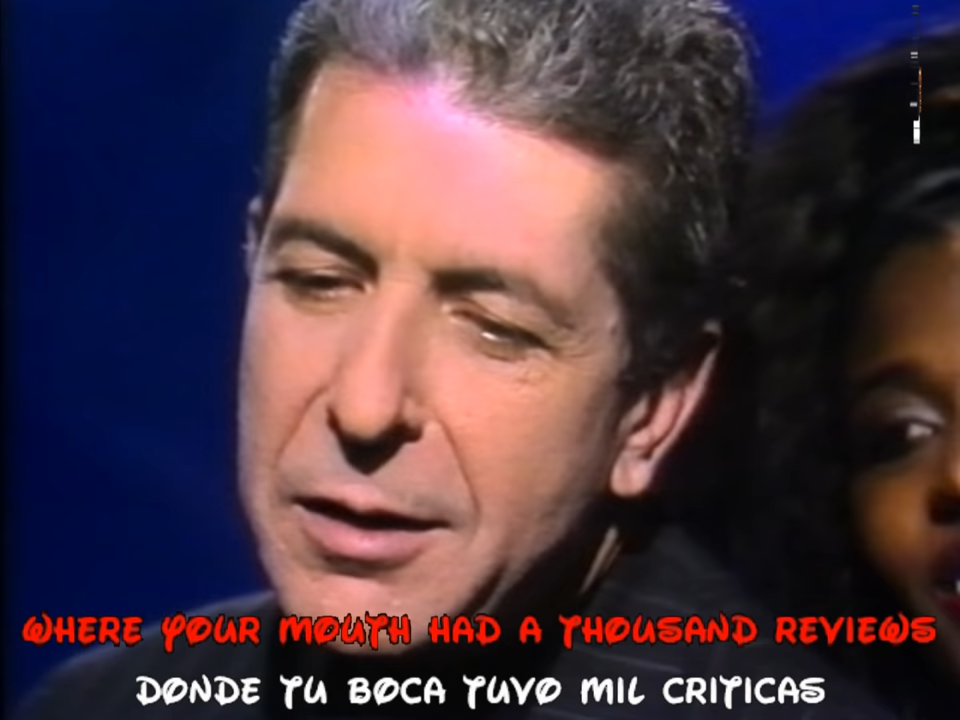 WHERE YOUR MOUTH HAD A THOUSAND REVIEWS
DONDE TU BOCA TUVO MIL CRITICAS